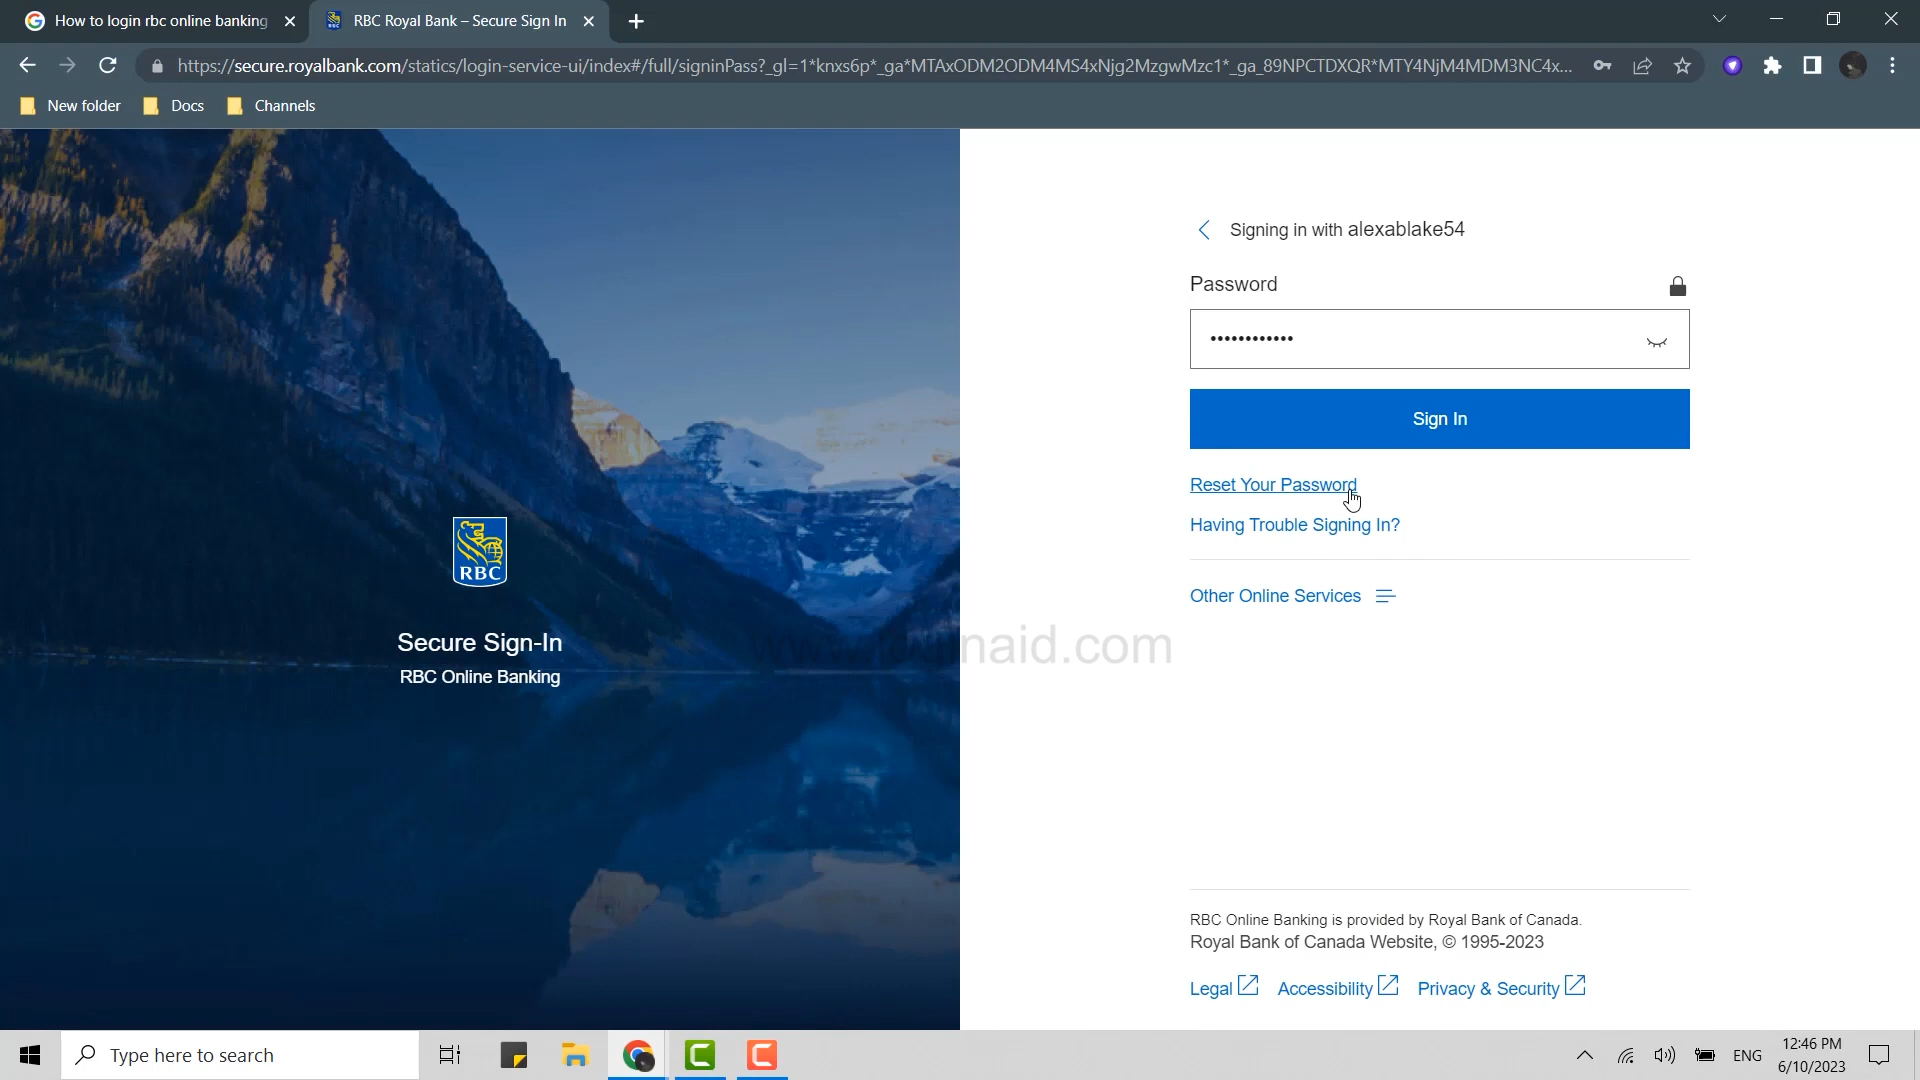 How to login rbc online banking
RBC Royal Bank – Secure Sign In
https://secure.royalbank.com/statics/login-service-ui/index#/full/signinPass?_gl=1*knxs6p*_ga*MTAxODM2ODM4MS4xNjg2MzgwMzc1*_ga_89NPCTDXQR*MTY4NjM4MDM3NC4x...
New folder
Docs
Channels
RBC
Secure Sign-In
RBC Online Banking
Signing in with alexablake54
Password
••••••••••••
Sign In
Reset Your Password
Having Trouble Signing In?
Other Online Services
naid.com
RBC Online Banking is provided by Royal Bank of Canada.
Royal Bank of Canada Website, © 1995-2023
Legal
Accessibility
Privacy & Security
Type here to search
ENG
12:46 PM
6/10/2023